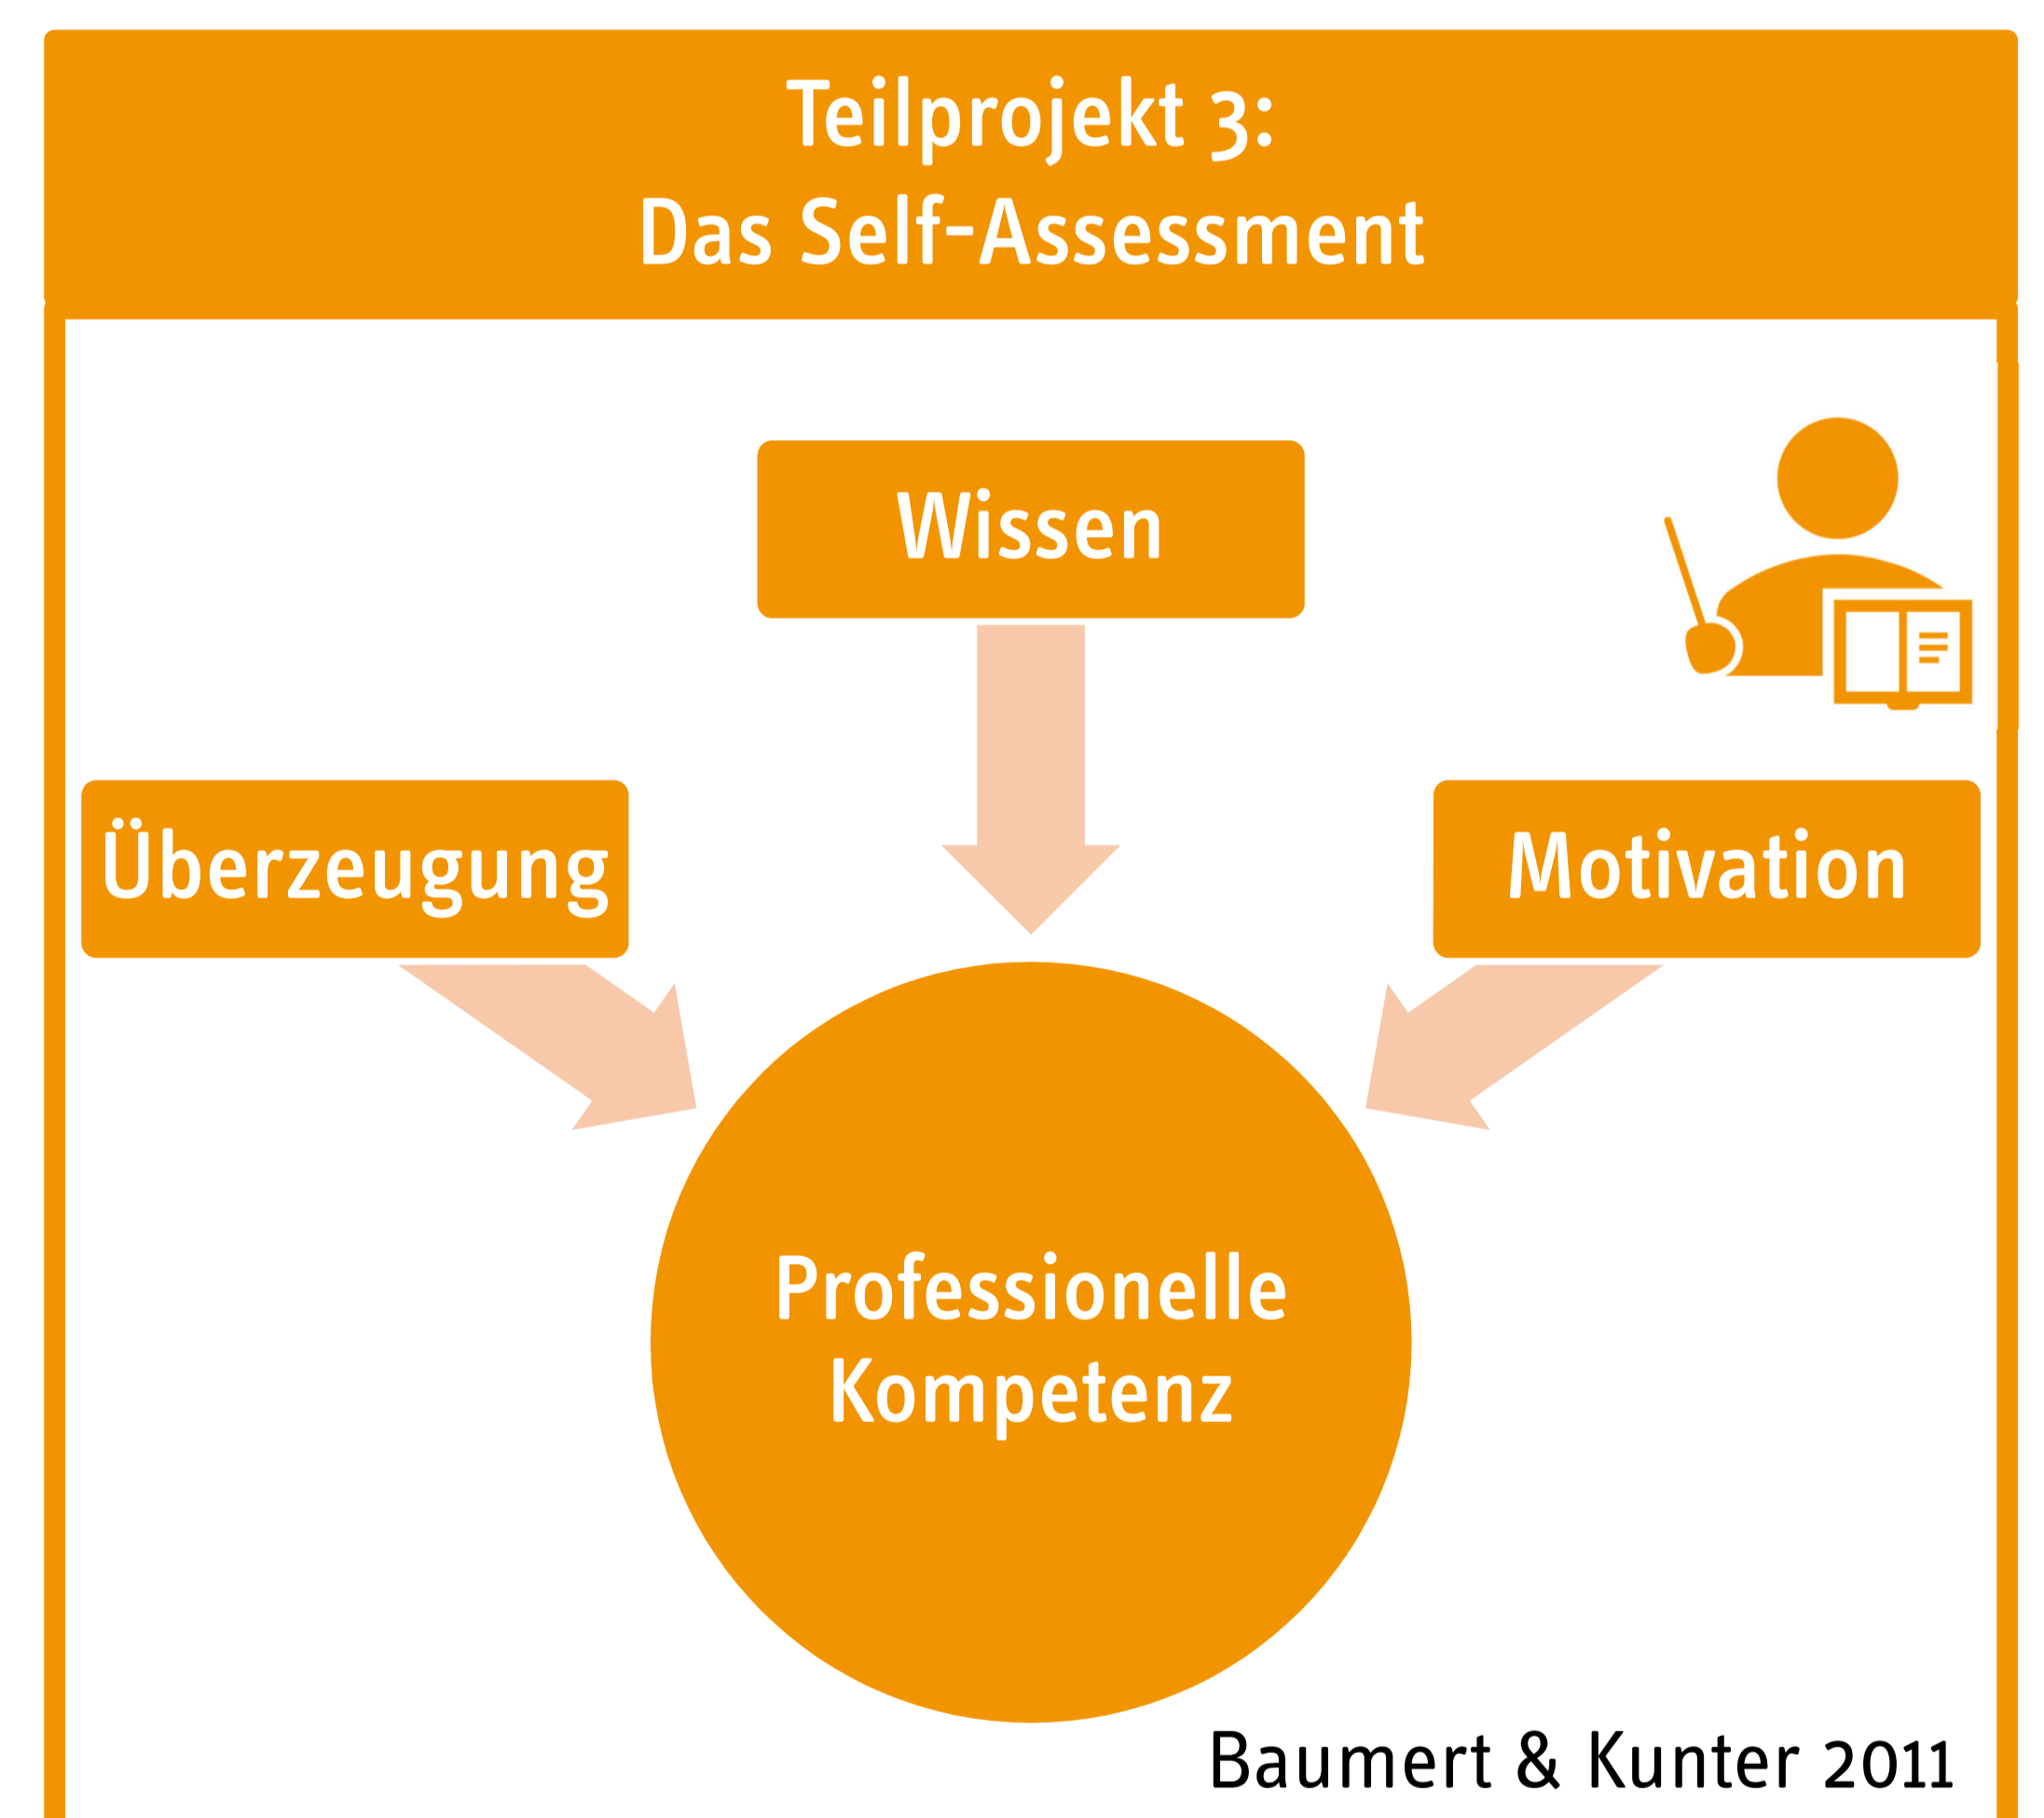 Teilprojekt 3:
Das Self-Assessment
Wissen
Überzeugung
Motivation
Professionelle
Kompetenz
Baumert & Kunter 2011